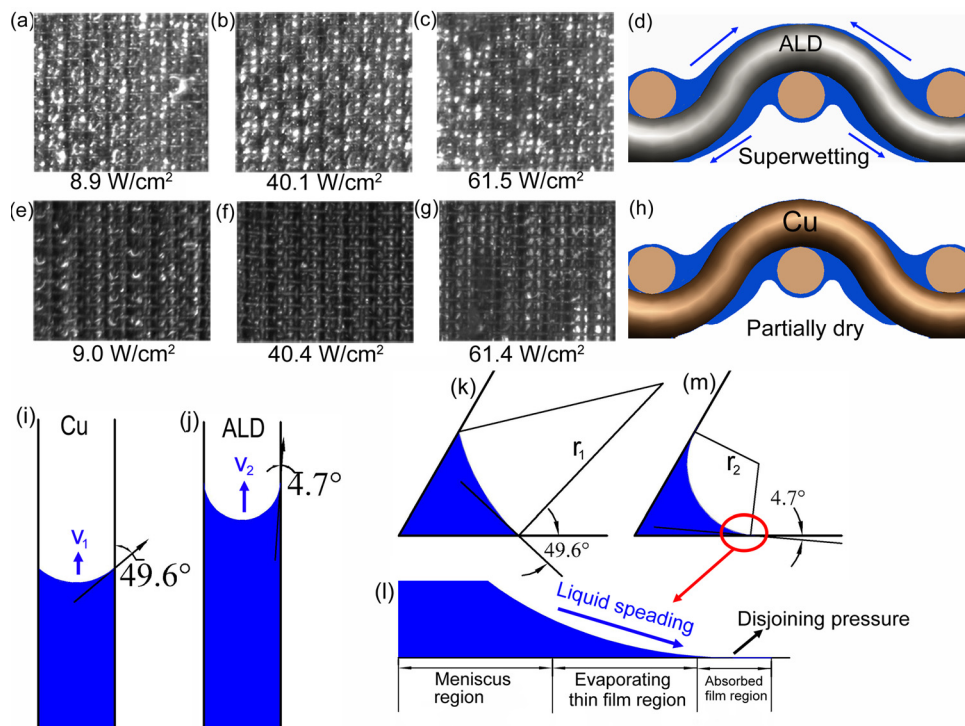 (a)
(b)
(c)
(d)
ALD
Superwetting
8.9 W/cm²
40.1 W/cm²
61.5 W/cm²
(e)
(f)
(g)
(h)
Cu
Partially dry
9.0 W/cm²
40.4 W/cm²
61.4 W/cm²
(i)
Cu
V₁
49.6°
(j)
ALD
V₂
4.7°
(k)
r₁
49.6°
(m)
r₂
4.7°
(l)
Liquid speading
Disjoining pressure
Meniscus
region
Evaporating
thin film region
Absorbed
film region